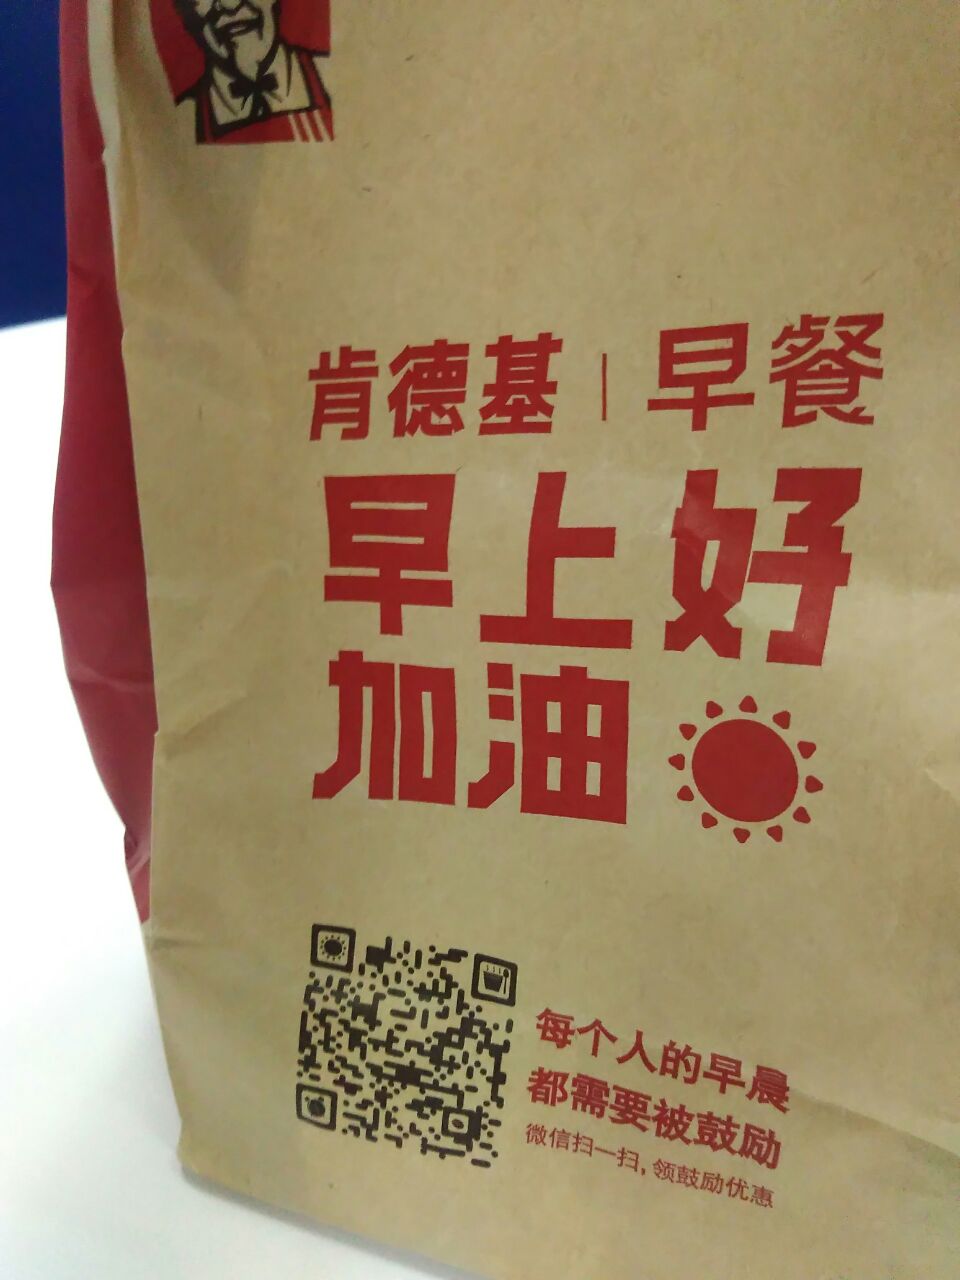 肯德基 | 早餐
早上好
加油
每个人的早晨
都需要被鼓励
微信扫一扫，领鼓励优惠